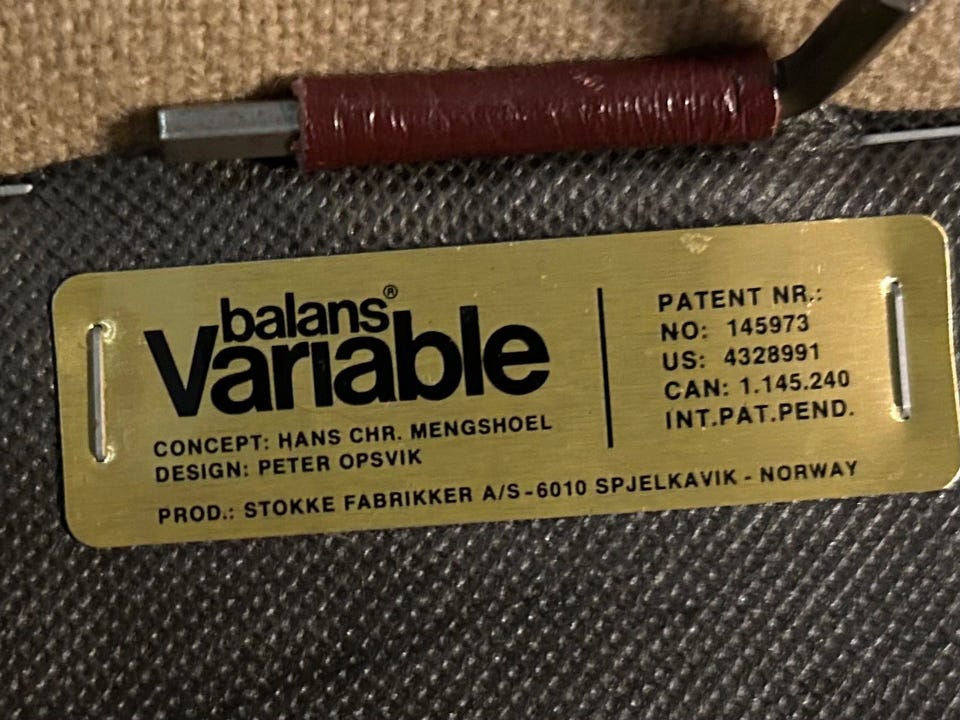 balans®
Variable
CONCEPT: HANS CHR. MENGSHOEL
DESIGN: PETER OPSVIK
PROD.: STOKKE FABRIKKER A/S-6010 SPJELKAVIK - NORWAY
PATENT NR.:
NO: 145973
US: 4328991
CAN: 1.145.240
INT.PAT.PEND.